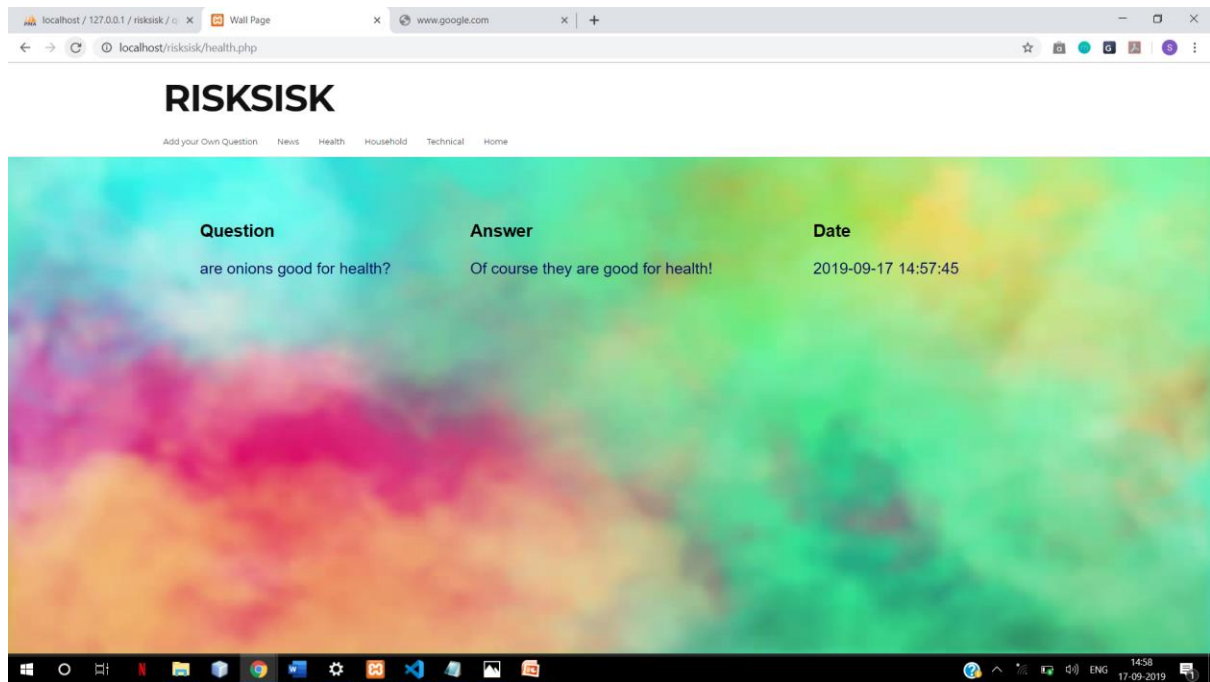 localhost / 127.0.0.1 / risksisk / q
Wall Page
www.google.com
localhost/risksisk/health.php
RISKSISK
Add your Own Question News Health Household Technical Home
Question Answer Date
are onions good for health? Of course they are good for health! 2019-09-17 14:57:45
ENG
14:58
17-09-2019